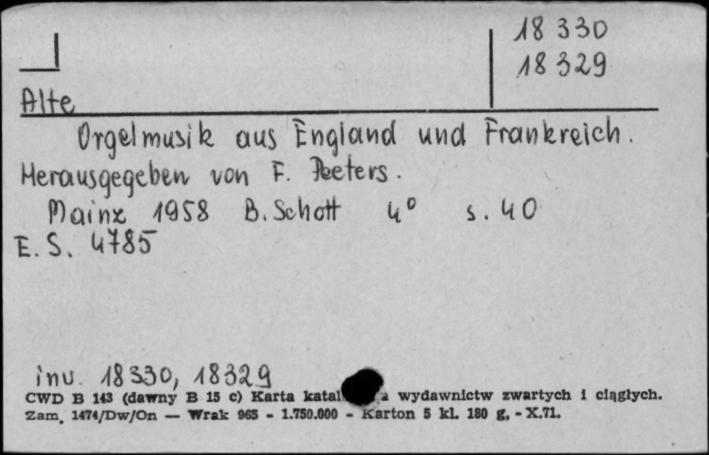 18 330
18 329
Alte
Orgelmusik aus England und Frankreich.
Herausgegeben von F. Peeters.
Mainz 1958 B. Schott 4° s. 40
E. S. 4785
inv. 18330, 18329
CWD B 143 (dawny B 15 c) Karta wydawnictw zwartych i ciągłych.
Zam. 1474/Dw/On — Wrak 965 - 1.750.000 - Karton 5 kl. 180 g, - X.71.